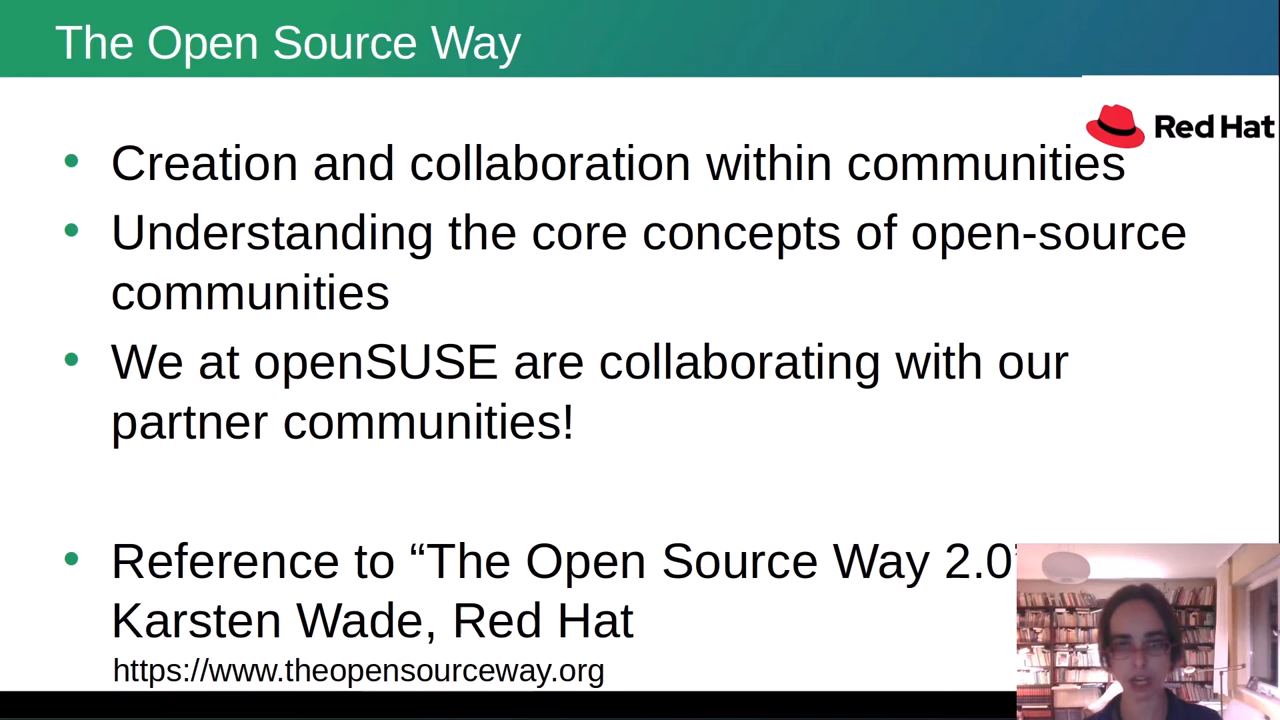 The Open Source Way
Red Hat
• Creation and collaboration within communities
• Understanding the core concepts of open-source
communities
• We at openSUSE are collaborating with our
partner communities!
• Reference to “The Open Source Way 2.0”
Karsten Wade, Red Hat
https://www.theopensourceway.org